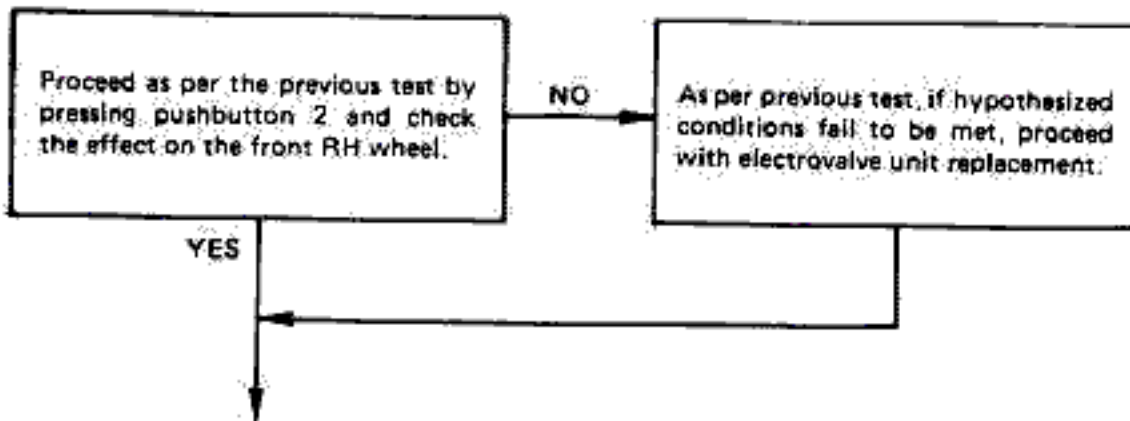 Proceed as per the previous test by
pressing pushbutton 2 and check
the effect on the front RH wheel.
NO
As per previous test, if hypothesized
conditions fail to be met, proceed
with electrovalve unit replacement.
YES